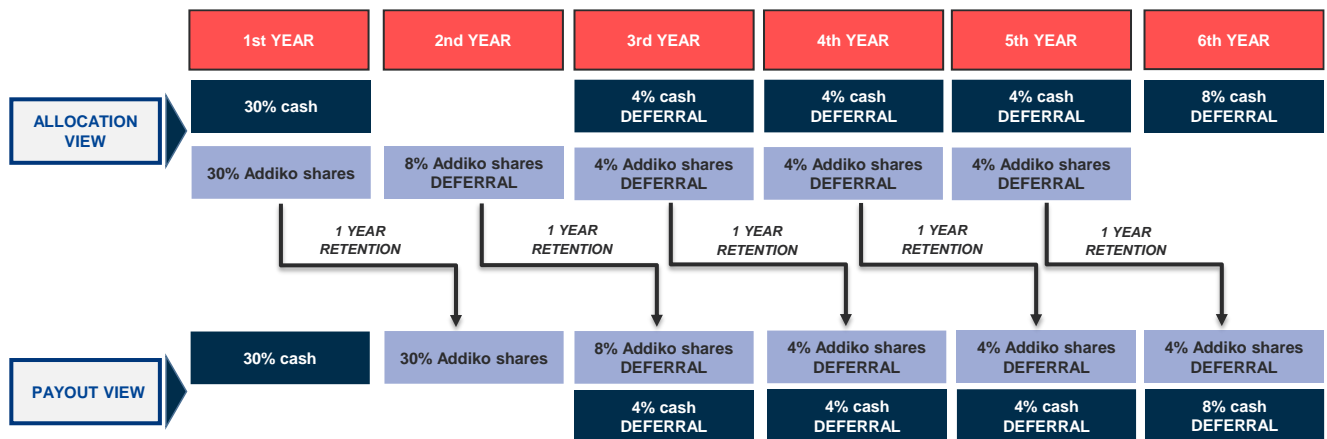 1st YEAR
2nd YEAR
3rd YEAR
4th YEAR
5th YEAR
6th YEAR
ALLOCATION
VIEW
30% cash
4% cash
DEFERRAL
4% cash
DEFERRAL
4% cash
DEFERRAL
8% cash
DEFERRAL
30% Addiko shares
8% Addiko shares
DEFERRAL
4% Addiko shares
DEFERRAL
4% Addiko shares
DEFERRAL
4% Addiko shares
DEFERRAL
1 YEAR
RETENTION
1 YEAR
RETENTION
1 YEAR
RETENTION
1 YEAR
RETENTION
1 YEAR
RETENTION
PAYOUT VIEW
30% cash
30% Addiko shares
8% Addiko shares
DEFERRAL
4% Addiko shares
DEFERRAL
4% Addiko shares
DEFERRAL
4% Addiko shares
DEFERRAL
4% cash
DEFERRAL
4% cash
DEFERRAL
4% cash
DEFERRAL
8% cash
DEFERRAL